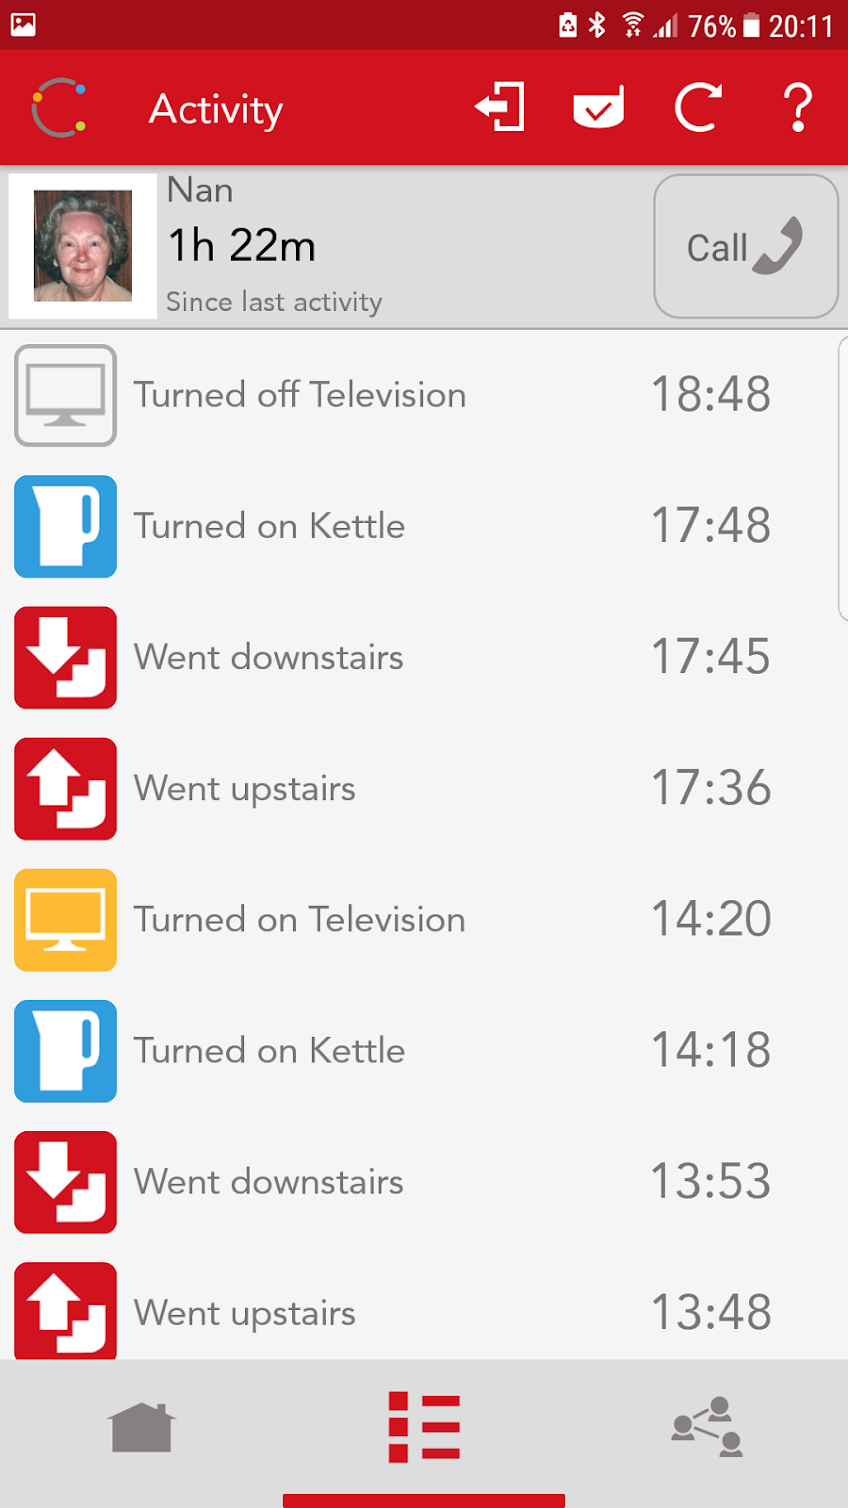 76% 20:11
Activity ?
Nan
1h 22m
Since last activity
Call
Turned off Television 18:48
Turned on Kettle 17:48
Went downstairs 17:45
Went upstairs 17:36
Turned on Television 14:20
Turned on Kettle 14:18
Went downstairs 13:53
Went upstairs 13:48